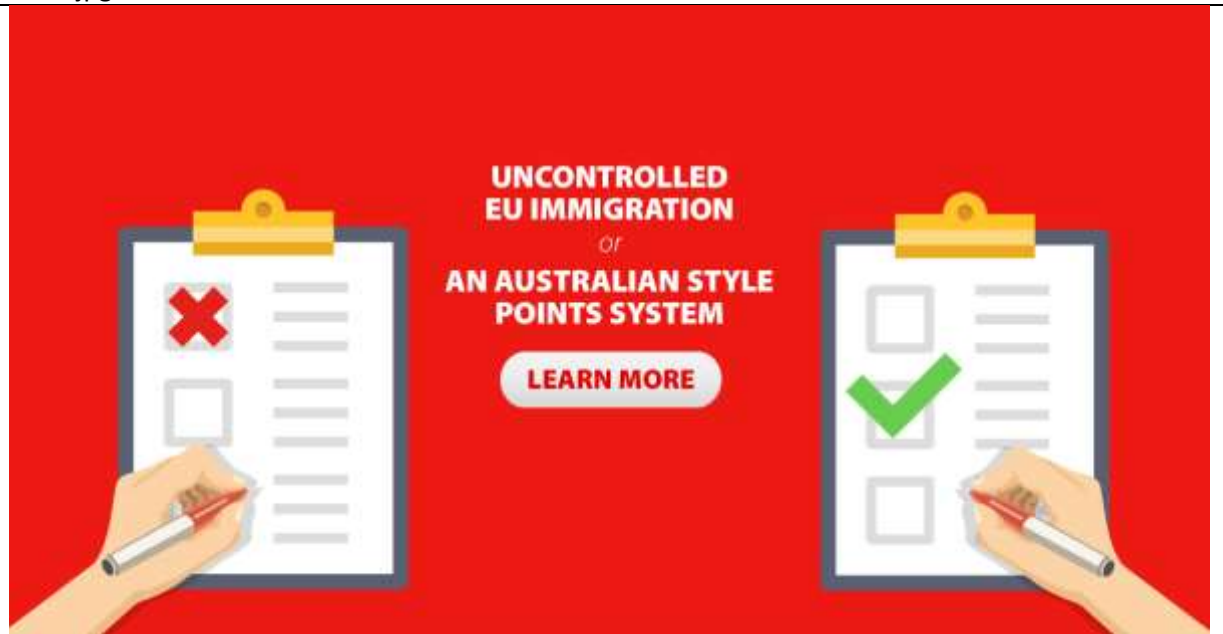 UNCONTROLLED
EU IMMIGRATION
or
AN AUSTRALIAN STYLE
POINTS SYSTEM
LEARN MORE